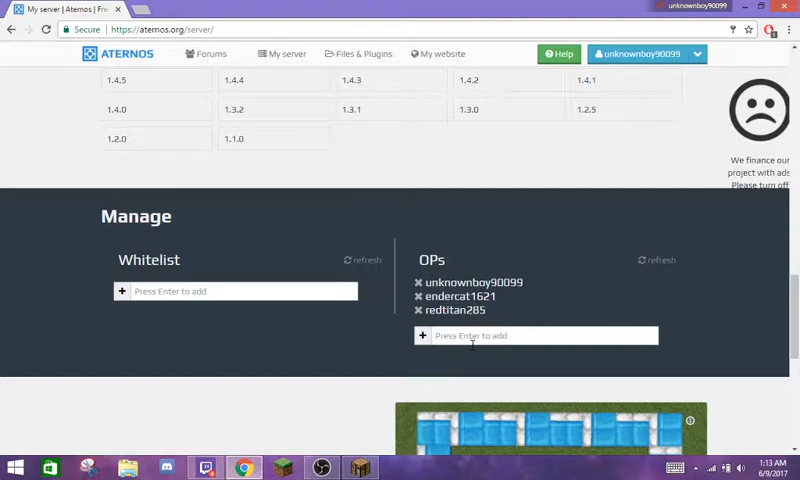 My server | Aternos | Free
unknownboy90099
Secure | https://aternos.org/server/
ATERNOS Forums My server Files & Plugins My website Help unknownboy90099
1.4.5 1.4.4 1.4.3 1.4.2 1.4.1
1.4.0 1.3.2 1.3.1 1.3.0 1.2.5
1.2.0 1.1.0
We finance our
project with ads
Please turn off
Manage
Whitelist refresh
Press Enter to add
OPs refresh
unknownboy90099
endercat1621
redtitan285
Press Enter to add
1:13 AM
6/9/2017